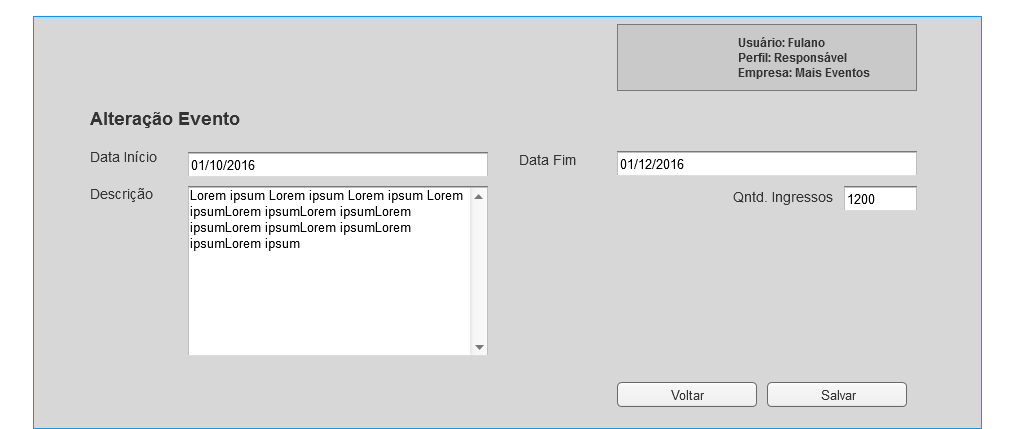 Usuário: Fulano
Perfil: Responsável
Empresa: Mais Eventos
Alteração Evento
Data Início
01/10/2016
Data Fim
01/12/2016
Descrição
Lorem ipsum Lorem ipsum Lorem ipsum Lorem
ipsumLorem ipsumLorem ipsumLorem
ipsumLorem ipsumLorem ipsumLorem
ipsumLorem ipsum
Qntd. Ingressos
1200
Voltar
Salvar